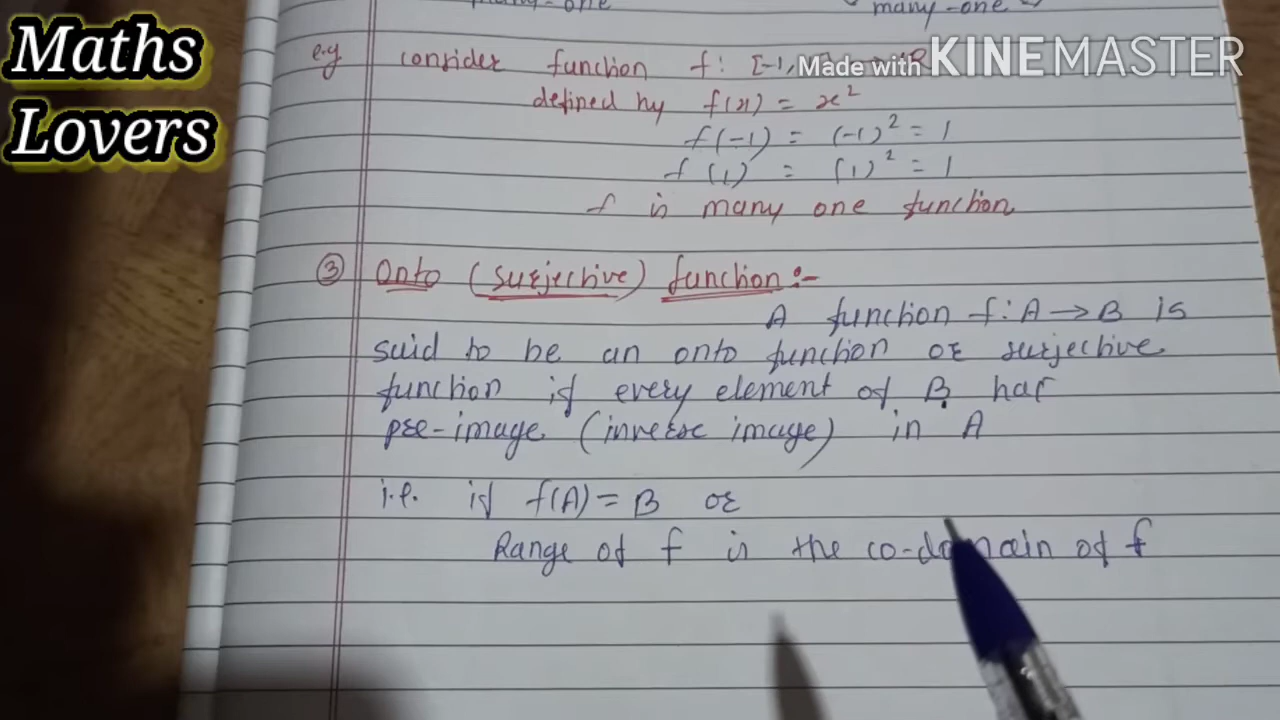 many-one
many-one
Maths
Lovers
e.g consider function f: [-1,
Made with KINEMASTER
defined by f(x) = x²
f(-1) = (-1)² = 1
f(1) = (1)² = 1
f is many one function
③ Onto (surjective) function :-
A function f: A → B is
said to be an onto function or surjective
function if every element of B has
pre-image (inverse image) in A
i.e. if f(A) = B or
Range of f is the co-domain of f